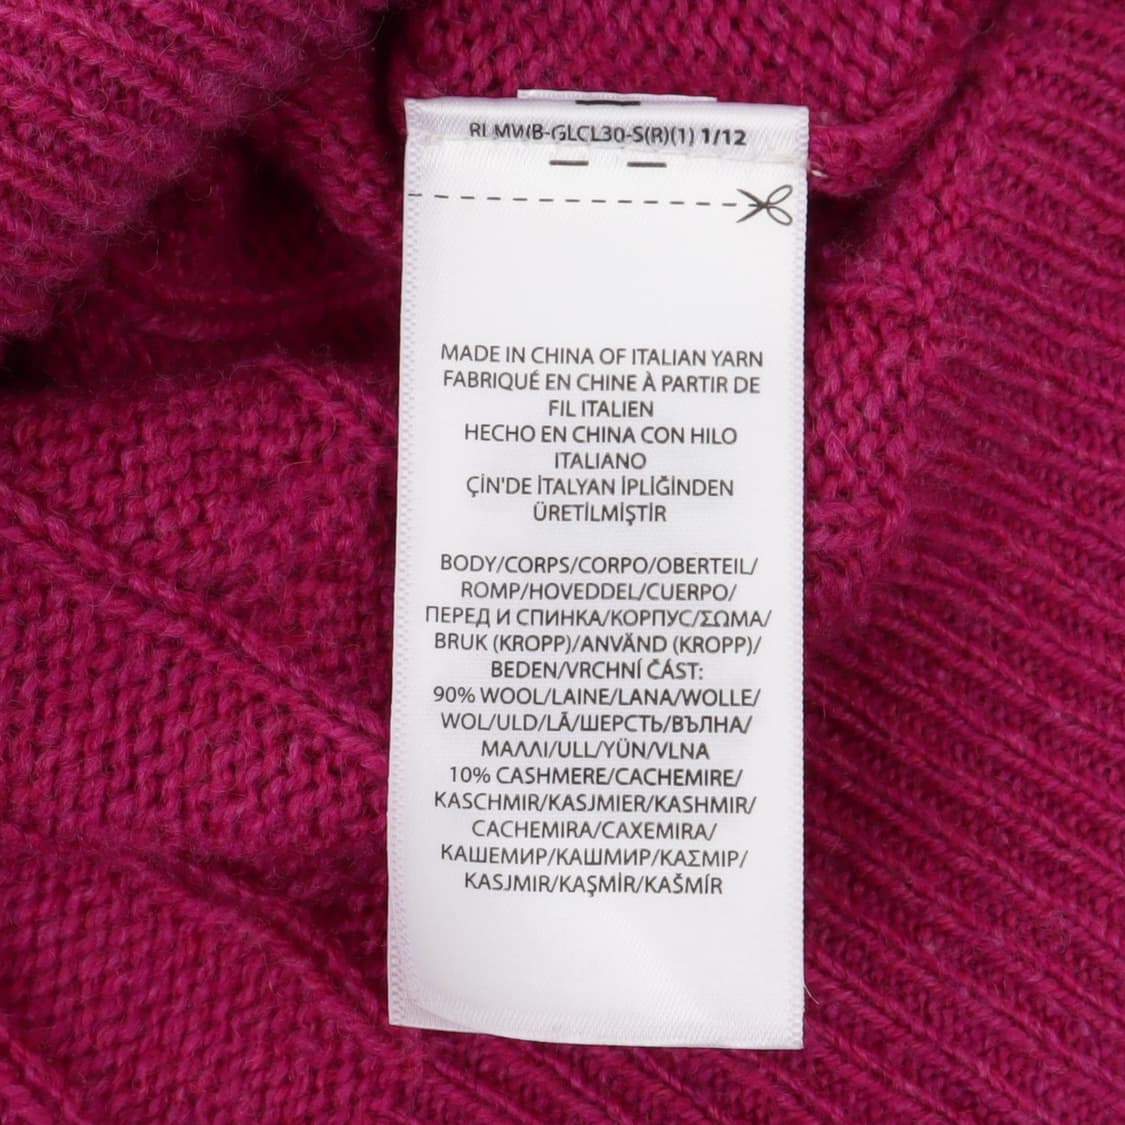 RLMW(B-GLCL30-S(R)(1) 1/12
MADE IN CHINA OF ITALIAN YARN
FABRIQUÉ EN CHINE À PARTIR DE
FIL ITALIEN
HECHO EN CHINA CON HILO
ITALIANO
ÇİN'DE İTALYAN İPLİĞİNDEN
ÜRETİLMİŞTİR
BODY/CORPS/CORPO/OBERTEIL/
ROMP/HOVEDDEL/CUERPO/
ПЕРЕД И СПИНКА/КОРПУС/ΣΩΜΑ/
BRUK (KROPP)/ANVÄND (KROPP)/
BEDEN/VRCHNÍ ČÁST:
90% WOOL/LAINE/LANA/WOLLE/
WOL/ULD/LÃ/ШЕРСТЬ/ВЪЛНА/
ΜΑΛΛΙ/ULL/YÜN/VLNA
10% CASHMERE/CACHEMIRE/
KASCHMIR/KASJMIER/KASHMIR/
CACHEMIRA/CAXEMIRA/
КАШЕМИР/КАШМИР/ΚΑΣΜΙΡ/
KASJMIR/KAŞMİR/KAŠMÍR